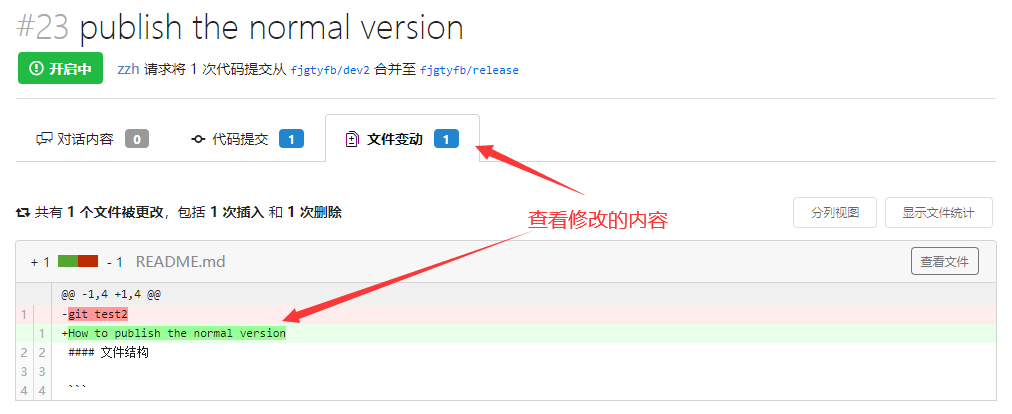 #23 publish the normal version
开启中 zzh 请求将 1 次代码提交从 fjgtyfb/dev2 合并至 fjgtyfb/release
对话内容 0 代码提交 1 文件变动 1
共有 1 个文件被更改，包括 1 次插入 和 1 次删除
分列视图 显示文件统计
查看修改的内容
+ 1 - 1 README.md 查看文件
@@ -1,4 +1,4 @@
1 -git test2
1 +How to publish the normal version
2 2 #### 文件结构
3 3
4 4 ```